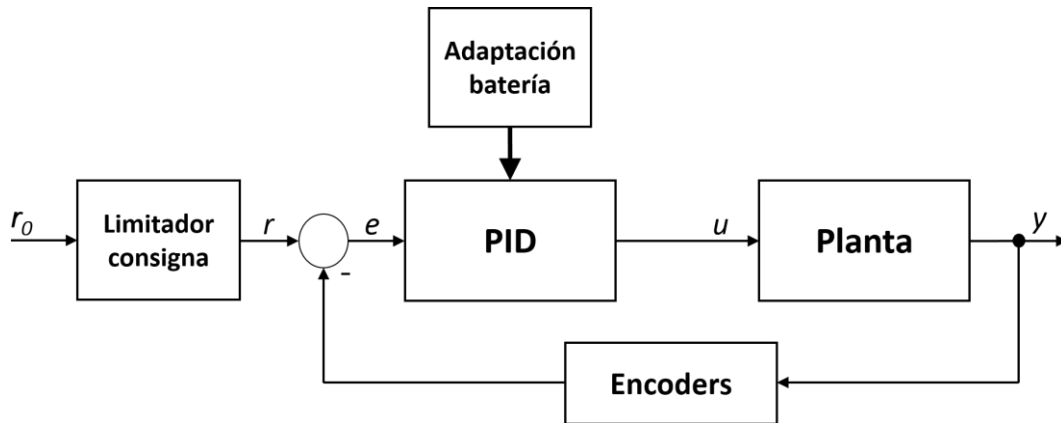 Adaptación
batería
r₀
Limitador
consigna
r
e
PID
u
Planta
y
-
Encoders